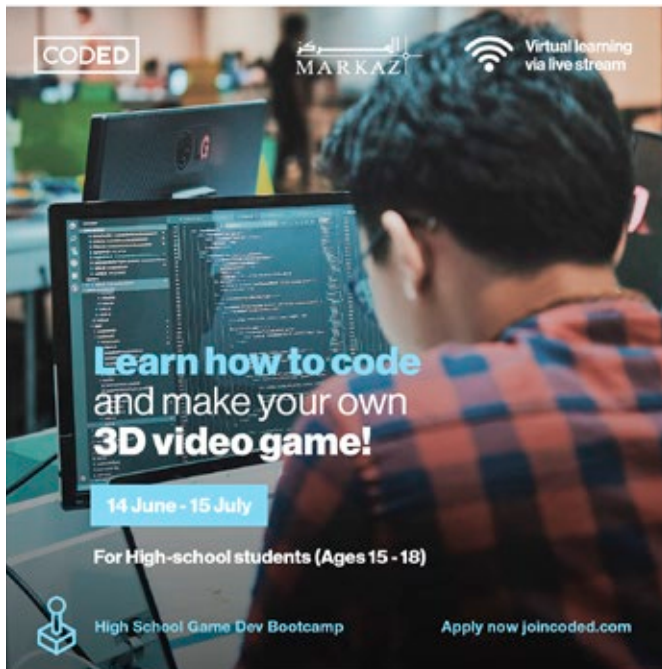 CODED
المركز
MARKAZ
Virtual learning
via live stream
Learn how to code
and make your own
3D video game!
14 June - 15 July
For High-school students (Ages 15 - 18)
High School Game Dev Bootcamp
Apply now joincoded.com